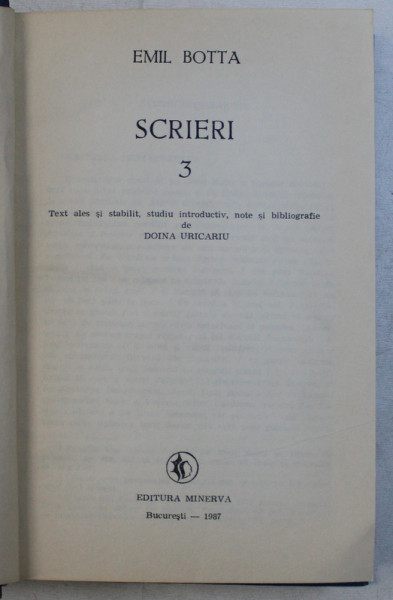 EMIL BOTTA
SCRIERI
3
Text ales și stabilit, studiu introductiv, note și bibliografie
de
DOINA URICARIU
EDITURA MINERVA
București — 1987